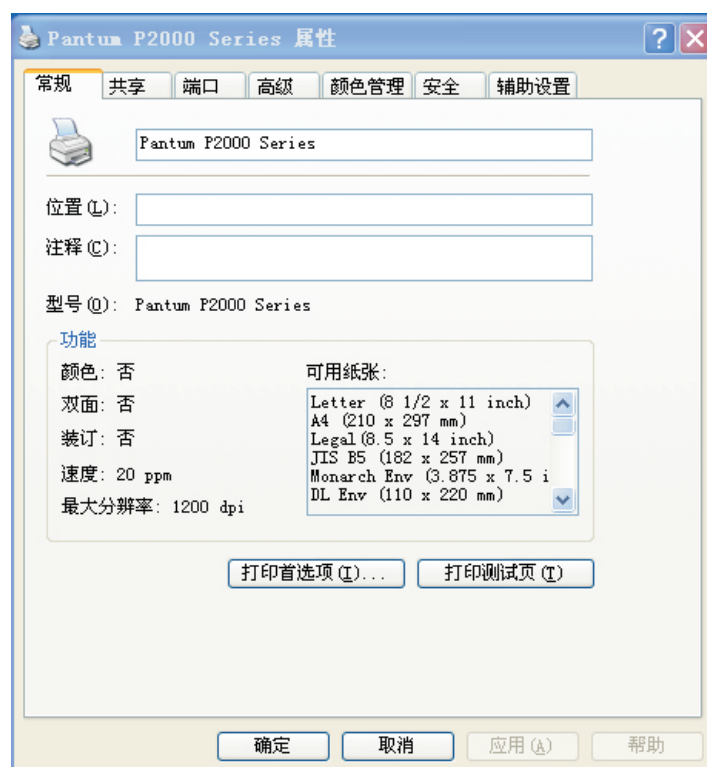 Pantum P2000 Series 属性
常规 共享 端口 高级 颜色管理 安全 辅助设置
Pantum P2000 Series
位置(L):
注释(C):
型号(O): Pantum P2000 Series
功能
颜色: 否
双面: 否
装订: 否
速度: 20 ppm
最大分辨率: 1200 dpi
可用纸张:
Letter (8 1/2 x 11 inch)
A4 (210 x 297 mm)
Legal(8.5 x 14 inch)
JIS B5 (182 x 257 mm)
Monarch Env (3.875 x 7.5 i
DL Env (110 x 220 mm)
打印首选项(I)... 打印测试页(T)
确定 取消 应用(A) 帮助